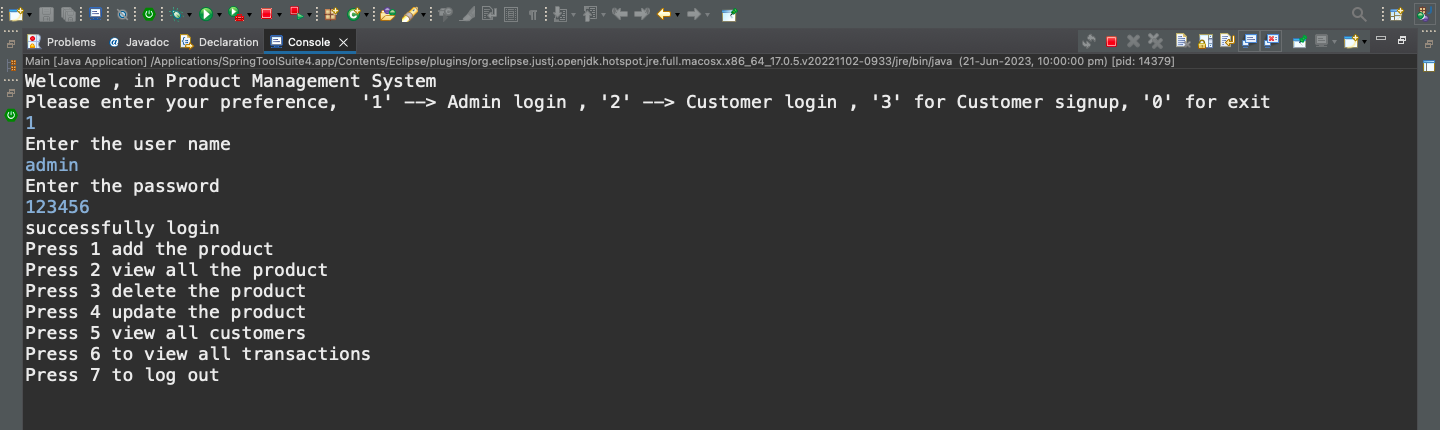 Problems @ Javadoc Declaration Console
Main [Java Application] /Applications/SpringToolSuite4.app/Contents/Eclipse/plugins/org.eclipse.justj.openjdk.hotspot.jre.full.macosx.x86_64_17.0.5.v20221102-0933/jre/bin/java (21-Jun-2023, 10:00:00 pm) [pid: 14379]
Welcome , in Product Management System
Please enter your preference,  '1' --> Admin login , '2' --> Customer login , '3' for Customer signup, '0' for exit
1
Enter the user name
admin
Enter the password
123456
successfully login
Press 1 add the product
Press 2 view all the product
Press 3 delete the product
Press 4 update the product
Press 5 view all customers
Press 6 to view all transactions
Press 7 to log out